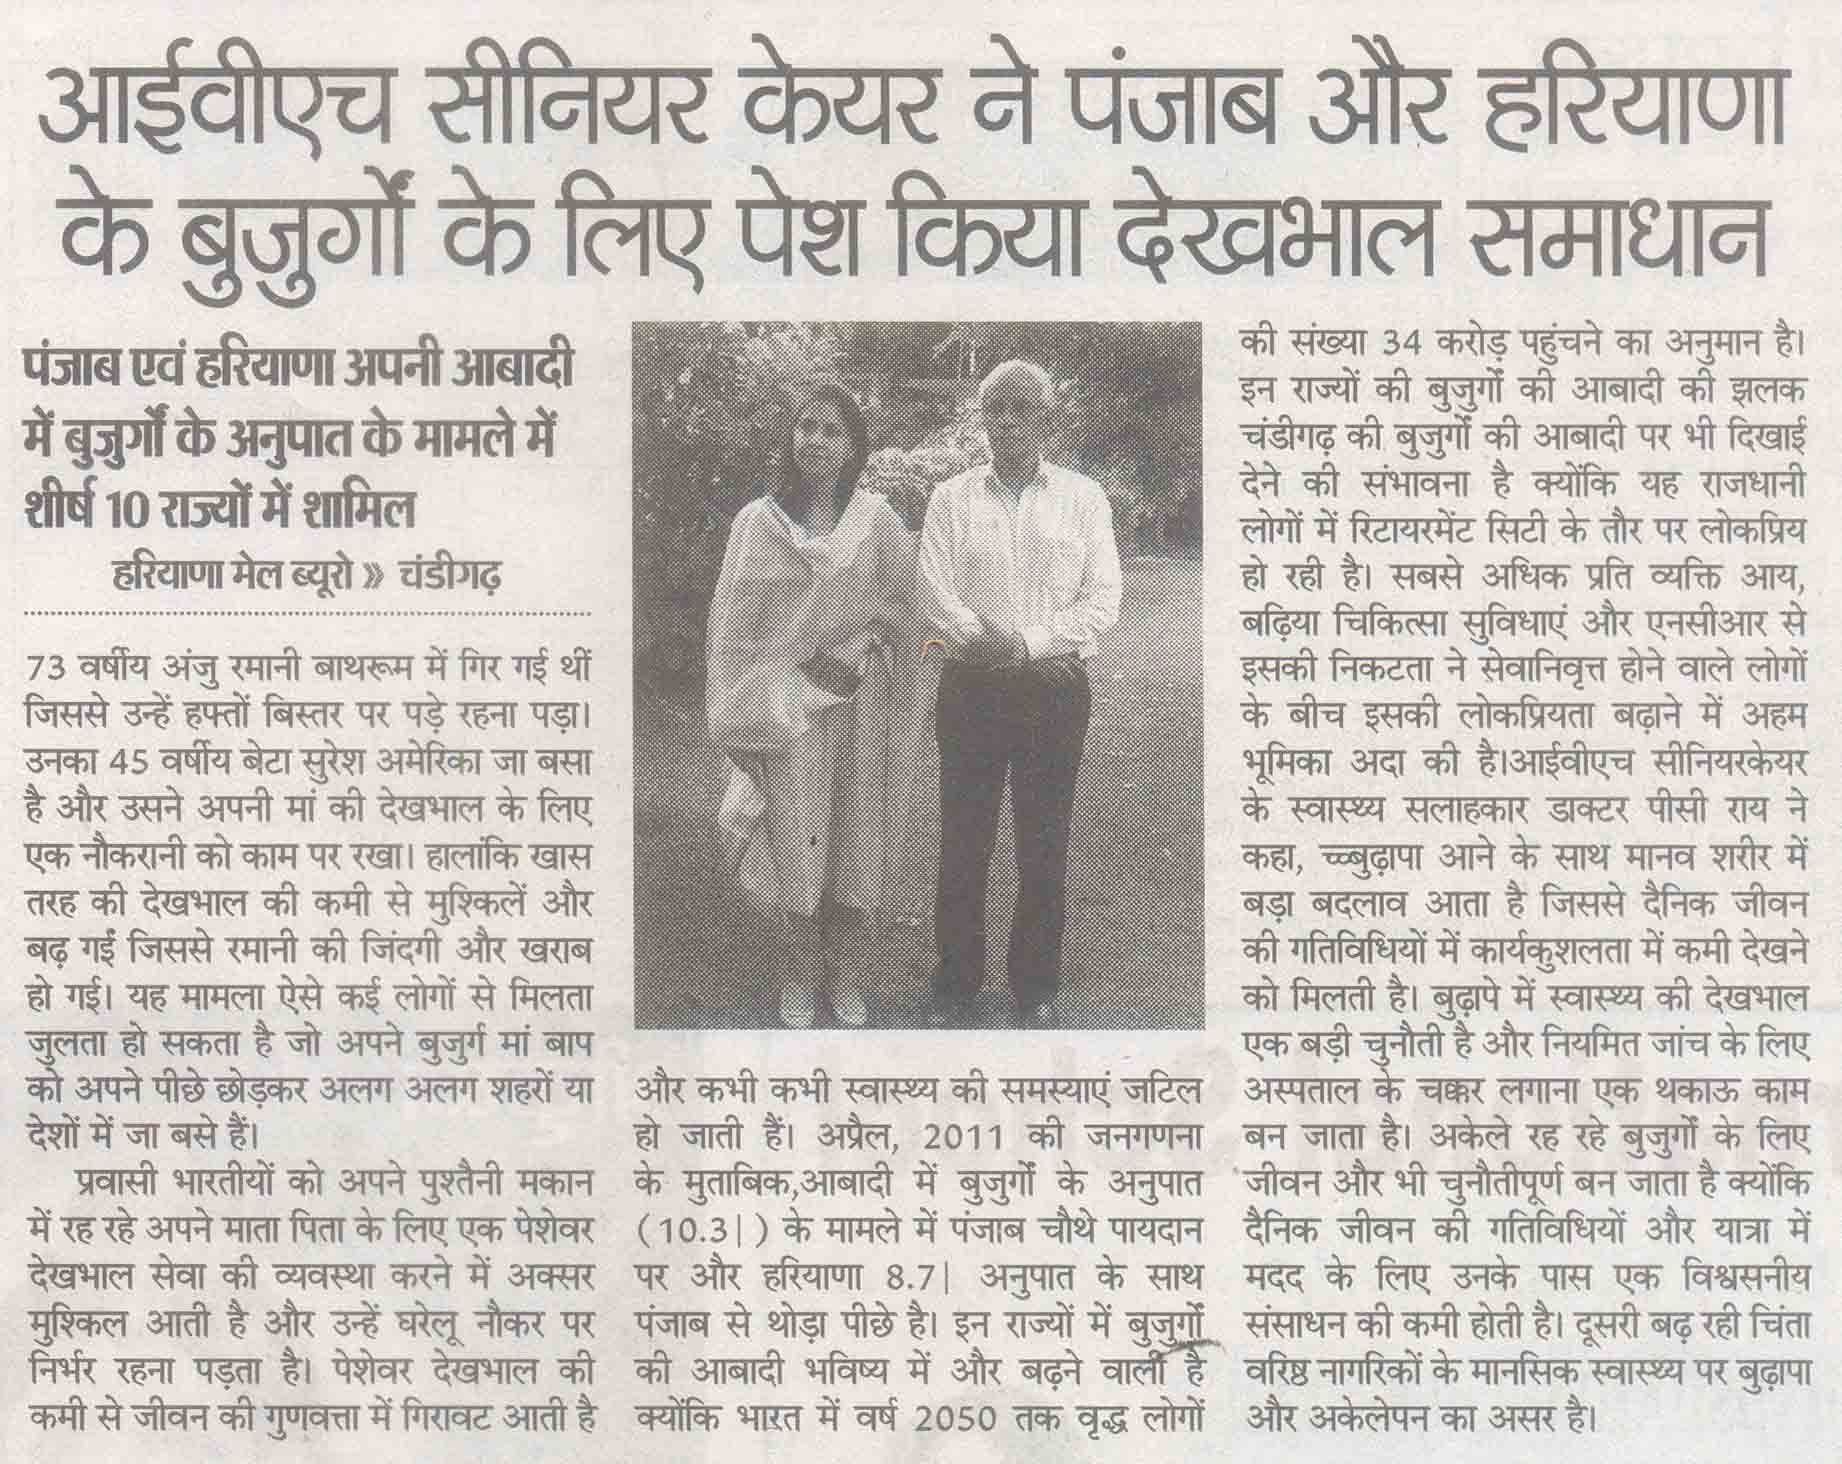 आईवीएच सीनियर केयर ने पंजाब और हरियाणा
के बुजुर्गों के लिए पेश किया देखभाल समाधान
पंजाब एवं हरियाणा अपनी आबादी
में बुजुर्गों के अनुपात के मामले में
शीर्ष 10 राज्यों में शामिल
हरियाणा मेल ब्यूरो » चंडीगढ़
73 वर्षीय अंजु रमानी बाथरूम में गिर गई थीं
जिससे उन्हें हफ्तों बिस्तर पर पड़े रहना पड़ा।
उनका 45 वर्षीय बेटा सुरेश अमेरिका जा बसा
है और उसने अपनी मां की देखभाल के लिए
एक नौकरानी को काम पर रखा। हालांकि खास
तरह की देखभाल की कमी से मुश्किलें और
बढ़ गईं जिससे रमानी की जिंदगी और खराब
हो गई। यह मामला ऐसे कई लोगों से मिलता
जुलता हो सकता है जो अपने बुजुर्ग मां बाप
को अपने पीछे छोड़कर अलग अलग शहरों या
देशों में जा बसे हैं।
प्रवासी भारतीयों को अपने पुश्तैनी मकान
में रह रहे अपने माता पिता के लिए एक पेशेवर
देखभाल सेवा की व्यवस्था करने में अक्सर
मुश्किल आती है और उन्हें घरेलू नौकर पर
निर्भर रहना पड़ता है। पेशेवर देखभाल की
कमी से जीवन की गुणवत्ता में गिरावट आती है
और कभी कभी स्वास्थ्य की समस्याएं जटिल
हो जाती हैं। अप्रैल, 2011 की जनगणना
के मुताबिक,आबादी में बुजुर्गों के अनुपात
(10.3|) के मामले में पंजाब चौथे पायदान
पर और हरियाणा 8.7| अनुपात के साथ
पंजाब से थोड़ा पीछे है। इन राज्यों में बुजुर्गों
की आबादी भविष्य में और बढ़ने वाली है
क्योंकि भारत में वर्ष 2050 तक वृद्ध लोगों
की संख्या 34 करोड़ पहुंचने का अनुमान है।
इन राज्यों की बुजुर्गों की आबादी की झलक
चंडीगढ़ की बुजुर्गों की आबादी पर भी दिखाई
देने की संभावना है क्योंकि यह राजधानी
लोगों में रिटायरमेंट सिटी के तौर पर लोकप्रिय
हो रही है। सबसे अधिक प्रति व्यक्ति आय,
बढ़िया चिकित्सा सुविधाएं और एनसीआर से
इसकी निकटता ने सेवानिवृत्त होने वाले लोगों
के बीच इसकी लोकप्रियता बढ़ाने में अहम
भूमिका अदा की है।आईवीएच सीनियरकेयर
के स्वास्थ्य सलाहकार डाक्टर पीसी राय ने
कहा, च्च्बुढ़ापा आने के साथ मानव शरीर में
बड़ा बदलाव आता है जिससे दैनिक जीवन
की गतिविधियों में कार्यकुशलता में कमी देखने
को मिलती है। बुढ़ापे में स्वास्थ्य की देखभाल
एक बड़ी चुनौती है और नियमित जांच के लिए
अस्पताल के चक्कर लगाना एक थकाऊ काम
बन जाता है। अकेले रह रहे बुजुर्गों के लिए
जीवन और भी चुनौतीपूर्ण बन जाता है क्योंकि
दैनिक जीवन की गतिविधियों और यात्रा में
मदद के लिए उनके पास एक विश्वसनीय
संसाधन की कमी होती है। दूसरी बढ़ रही चिंता
वरिष्ठ नागरिकों के मानसिक स्वास्थ्य पर बुढ़ापा
और अकेलेपन का असर है।